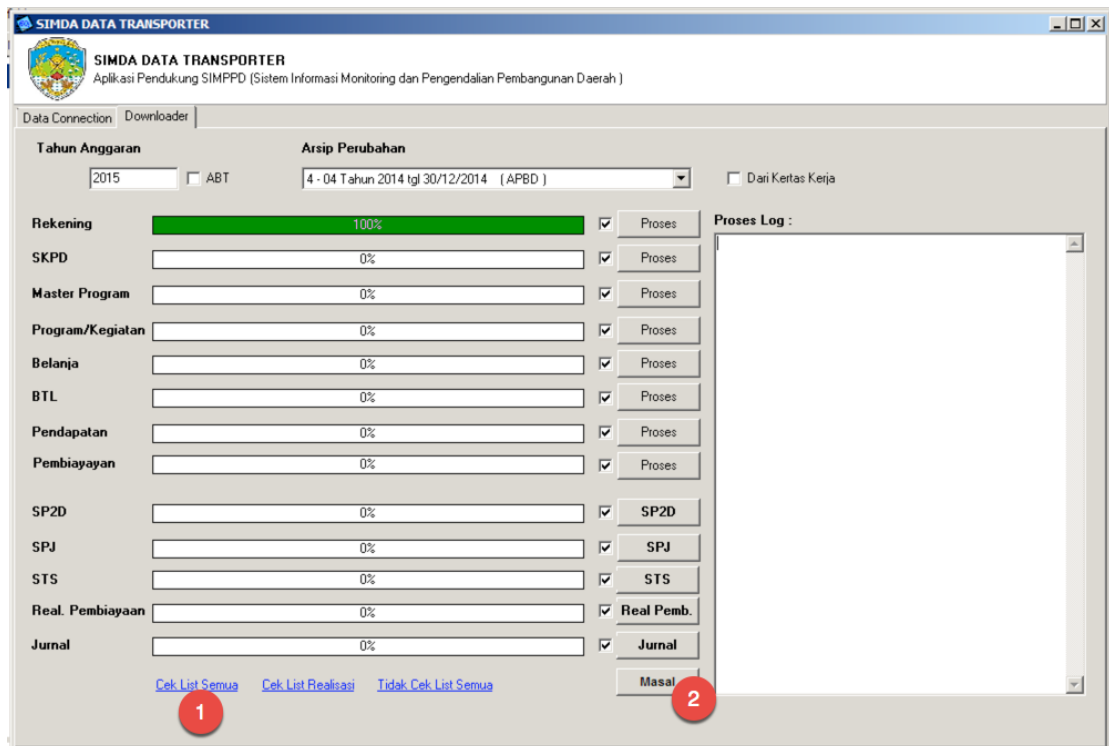 SIMDA DATA TRANSPORTER
SIMDA DATA TRANSPORTER
Aplikasi Pendukung SIMPPD (Sistem Informasi Monitoring dan Pengendalian Pembangunan Daerah )
Data Connection Downloader
Tahun Anggaran Arsip Perubahan
2015 ABT 4 - 04 Tahun 2014 tgl 30/12/2014 ( APBD ) Dari Kertas Kerja
Rekening 100% Proses Proses Log :
SKPD 0% Proses
Master Program 0% Proses
Program/Kegiatan 0% Proses
Belanja 0% Proses
BTL 0% Proses
Pendapatan 0% Proses
Pembiayayan 0% Proses
SP2D 0% SP2D
SPJ 0% SPJ
STS 0% STS
Real. Pembiayaan 0% Real Pemb.
Jurnal 0% Jurnal
Cek List Semua Cek List Realisasi Tidak Cek List Semua Masal
1 2